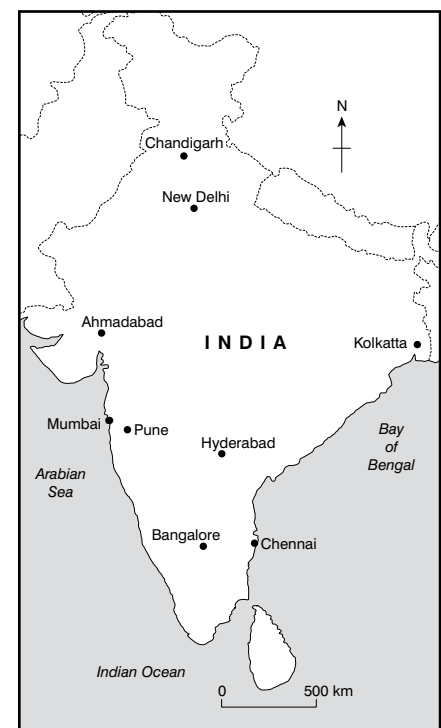 N
Chandigarh
New Delhi
Ahmadabad
INDIA
Kolkatta
Mumbai
Pune
Hyderabad
Bay
of
Bengal
Arabian
Sea
Bangalore
Chennai
Indian Ocean
0 500 km